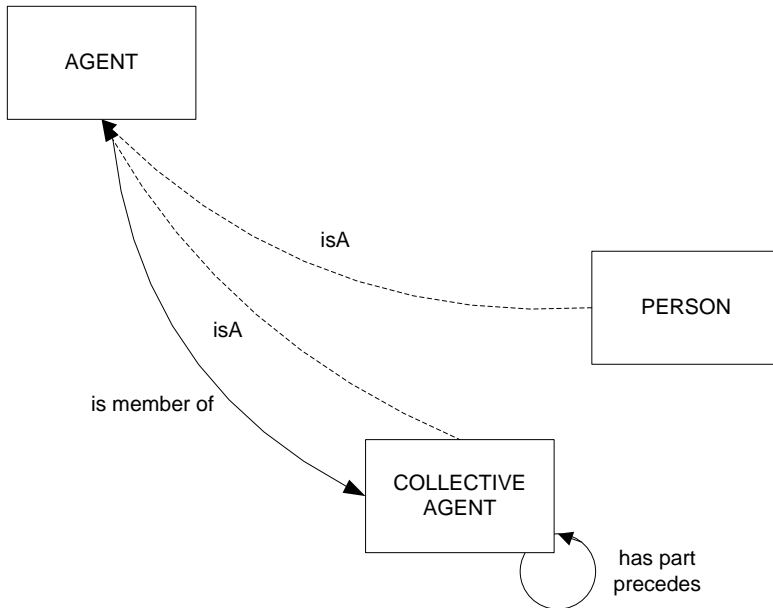 AGENT
isA
PERSON
isA
is member of
COLLECTIVE
AGENT
has part
precedes